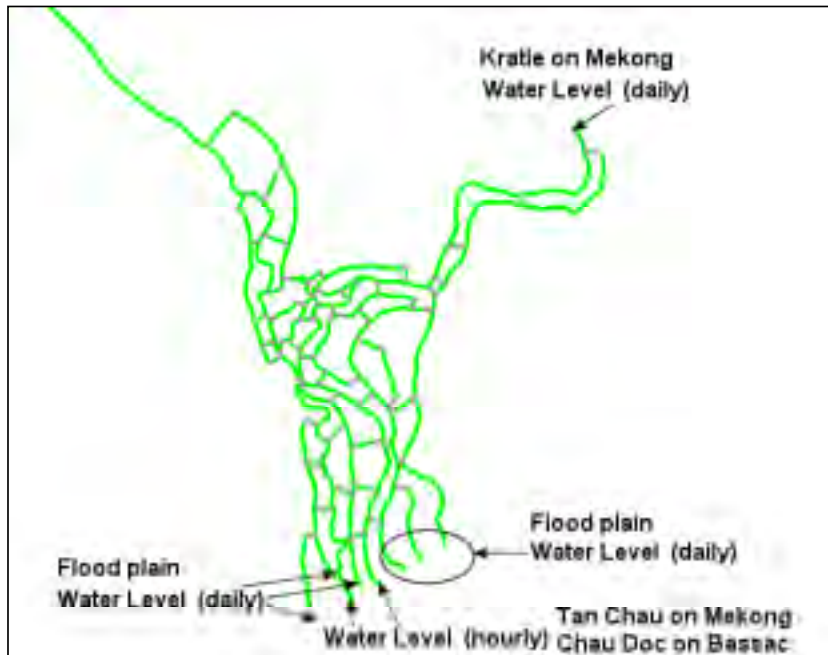 Kratie on Mekong
Water Level (daily)
Flood plain
Water Level (daily)
Flood plain
Water Level (daily)
Water Level (hourly)
Tan Chau on Mekong
Chau Doc on Bassac